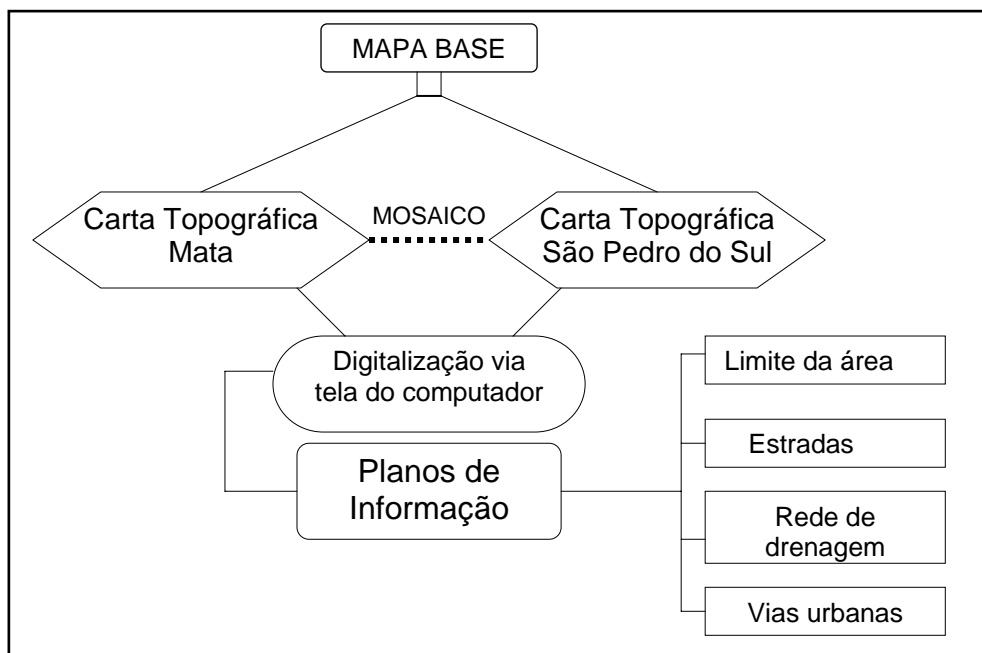 MAPA BASE
Carta Topográfica
Mata
MOSAICO
Carta Topográfica
São Pedro do Sul
Digitalização via
tela do computador
Planos de
Informação
Limite da área
Estradas
Rede de
drenagem
Vias urbanas